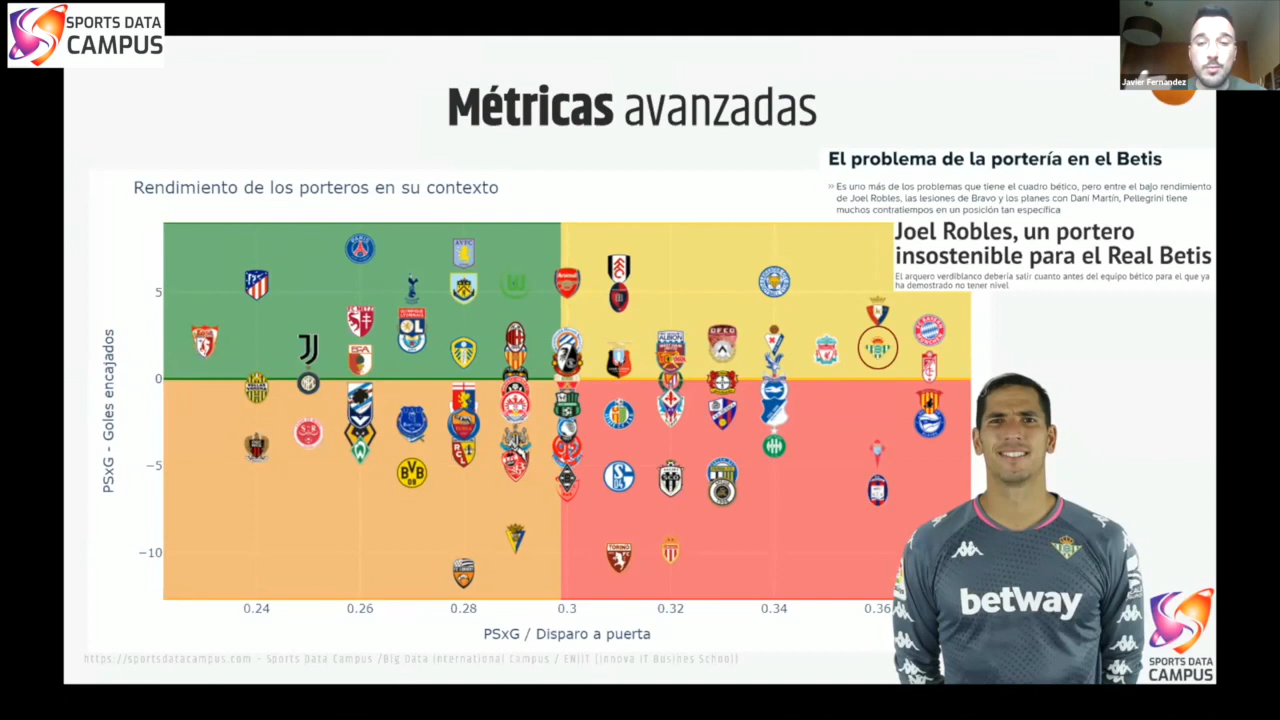 SPORTS DATA
CAMPUS
Javier Fernandez
Métricas avanzadas
El problema de la portería en el Betis
» Es uno más de los problemas que tiene el cuadro bético, pero entre el bajo rendimiento
de Joel Robles, las lesiones de Bravo y los planes con Dani Martín, Pellegrini tiene
muchos contratiempos en un posición tan específica
Joel Robles, un portero
insostenible para el Real Betis
El arquero verdiblanco debería salir cuanto antes del equipo bético para el que ya
ha demostrado no tener nivel
Rendimiento de los porteros en su contexto
PSxG - Goles encajados
5
0
−5
−10
0.24
0.26
0.28
0.3
0.32
0.34
0.36
PSxG / Disparo a puerta
betway
https://sportsdatacampus.com - Sports Data Campus /Big Data International Campus / ENIIT (Innova IT Busines School)
SPORTS DATA
CAMPUS